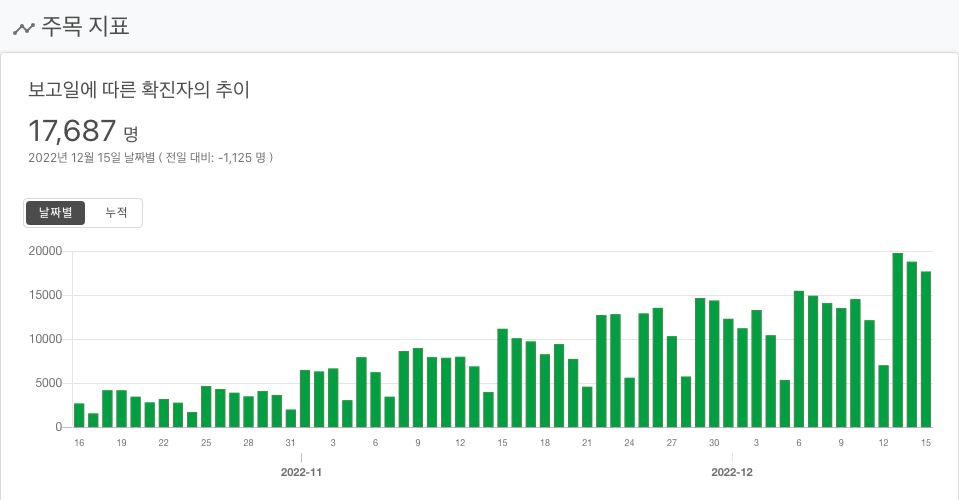 주목 지표
보고일에 따른 확진자의 추이
17,687 명
2022년 12월 15일 날짜별 ( 전일 대비: -1,125 명 )
날짜별 누적
20000
15000
10000
5000
0
16 19 22 25 28 31 3 6 9 12 15 18 21 24 27 30 3 6 9 12 15
2022-11 2022-12